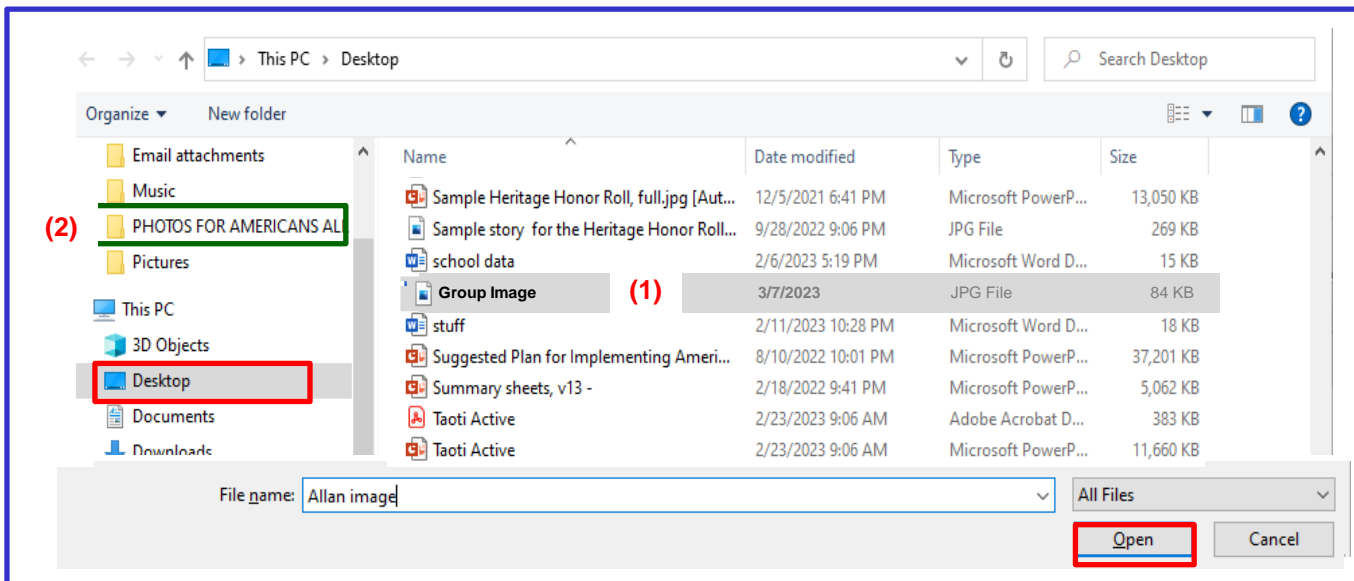 This PC > Desktop
Search Desktop
Organize New folder
Name Date modified Type Size
Email attachments
Music
(2) PHOTOS FOR AMERICANS ALL
Pictures
This PC
3D Objects
Desktop
Documents
Downloads
Sample Heritage Honor Roll, full.jpg [Aut... 12/5/2021 6:41 PM Microsoft PowerP... 13,050 KB
Sample story for the Heritage Honor Roll... 9/28/2022 9:06 PM JPG File 269 KB
school data 2/6/2023 5:19 PM Microsoft Word D... 15 KB
Group Image (1) 3/7/2023 JPG File 84 KB
stuff 2/11/2023 10:28 PM Microsoft Word D... 18 KB
Suggested Plan for Implementing Ameri... 8/10/2022 10:01 PM Microsoft PowerP... 37,201 KB
Summary sheets, v13 - 2/18/2022 9:41 PM Microsoft PowerP... 5,062 KB
Taoti Active 2/23/2023 9:06 AM Adobe Acrobat D... 383 KB
Taoti Active 2/23/2023 9:06 AM Microsoft PowerP... 11,660 KB
File name: Allan image All Files
Open Cancel